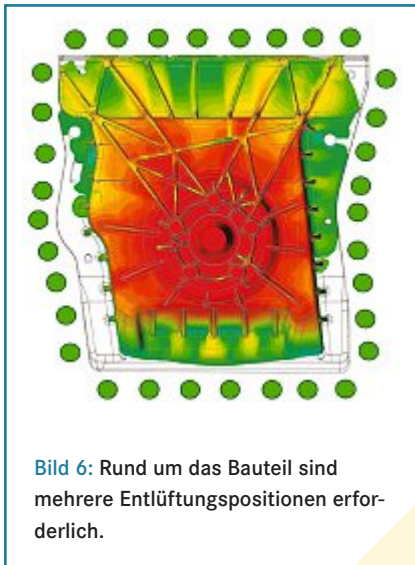 Bild 6: Rund um das Bauteil sind
mehrere Entlüftungspositionen erfor-
derlich.